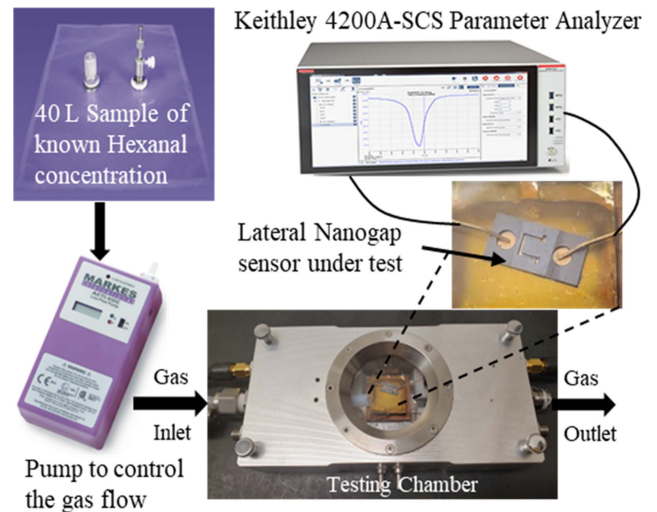 Keithley 4200A-SCS Parameter Analyzer
40 L Sample of
known Hexanal
concentration
Lateral Nanogap
sensor under test
MARKES
Gas
Inlet
Gas
Outlet
Pump to control
the gas flow
Testing Chamber